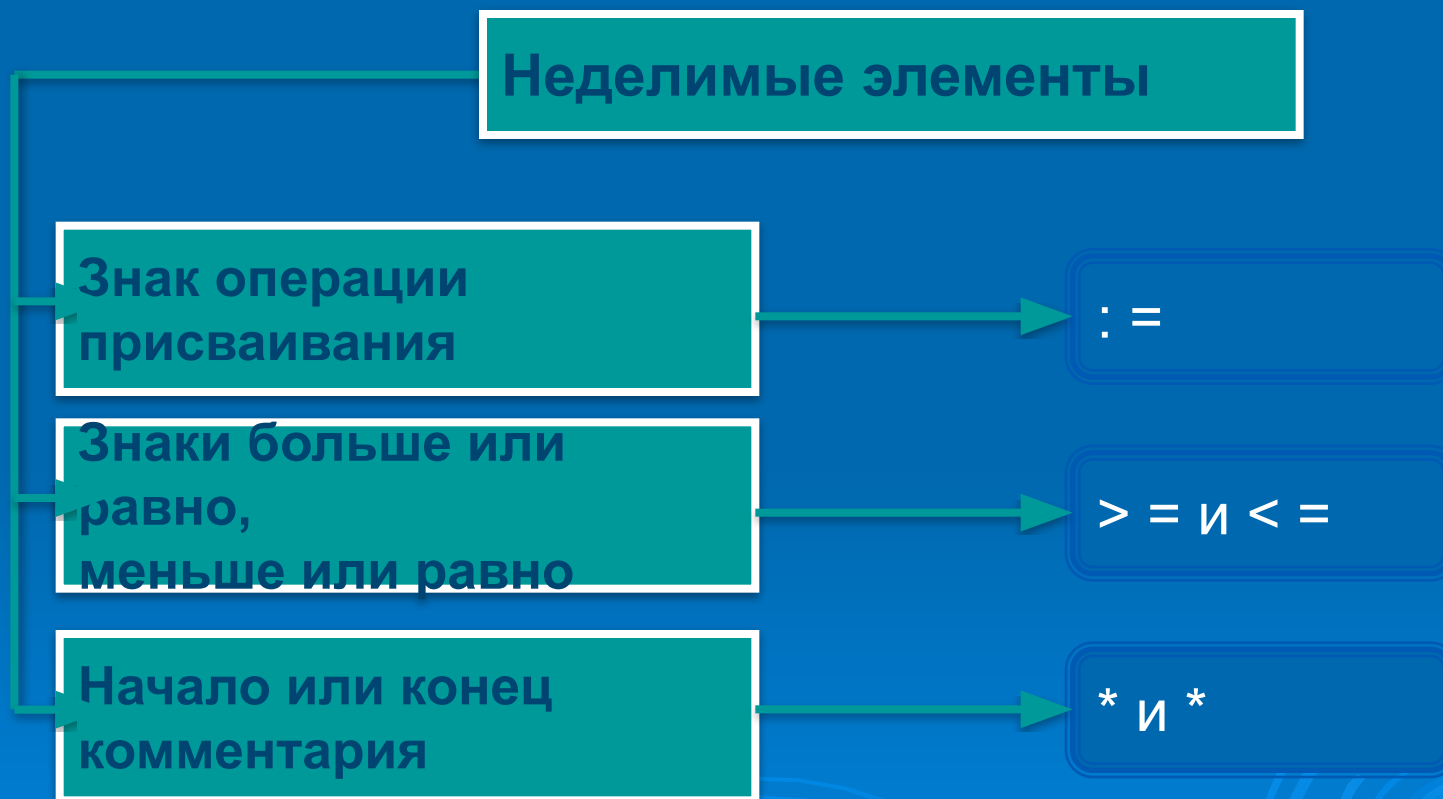 Неделимые элементы
Знак операции
присваивания
: =
Знаки больше или
равно,
меньше или равно
> = и < =
Начало или конец
комментария
* и *